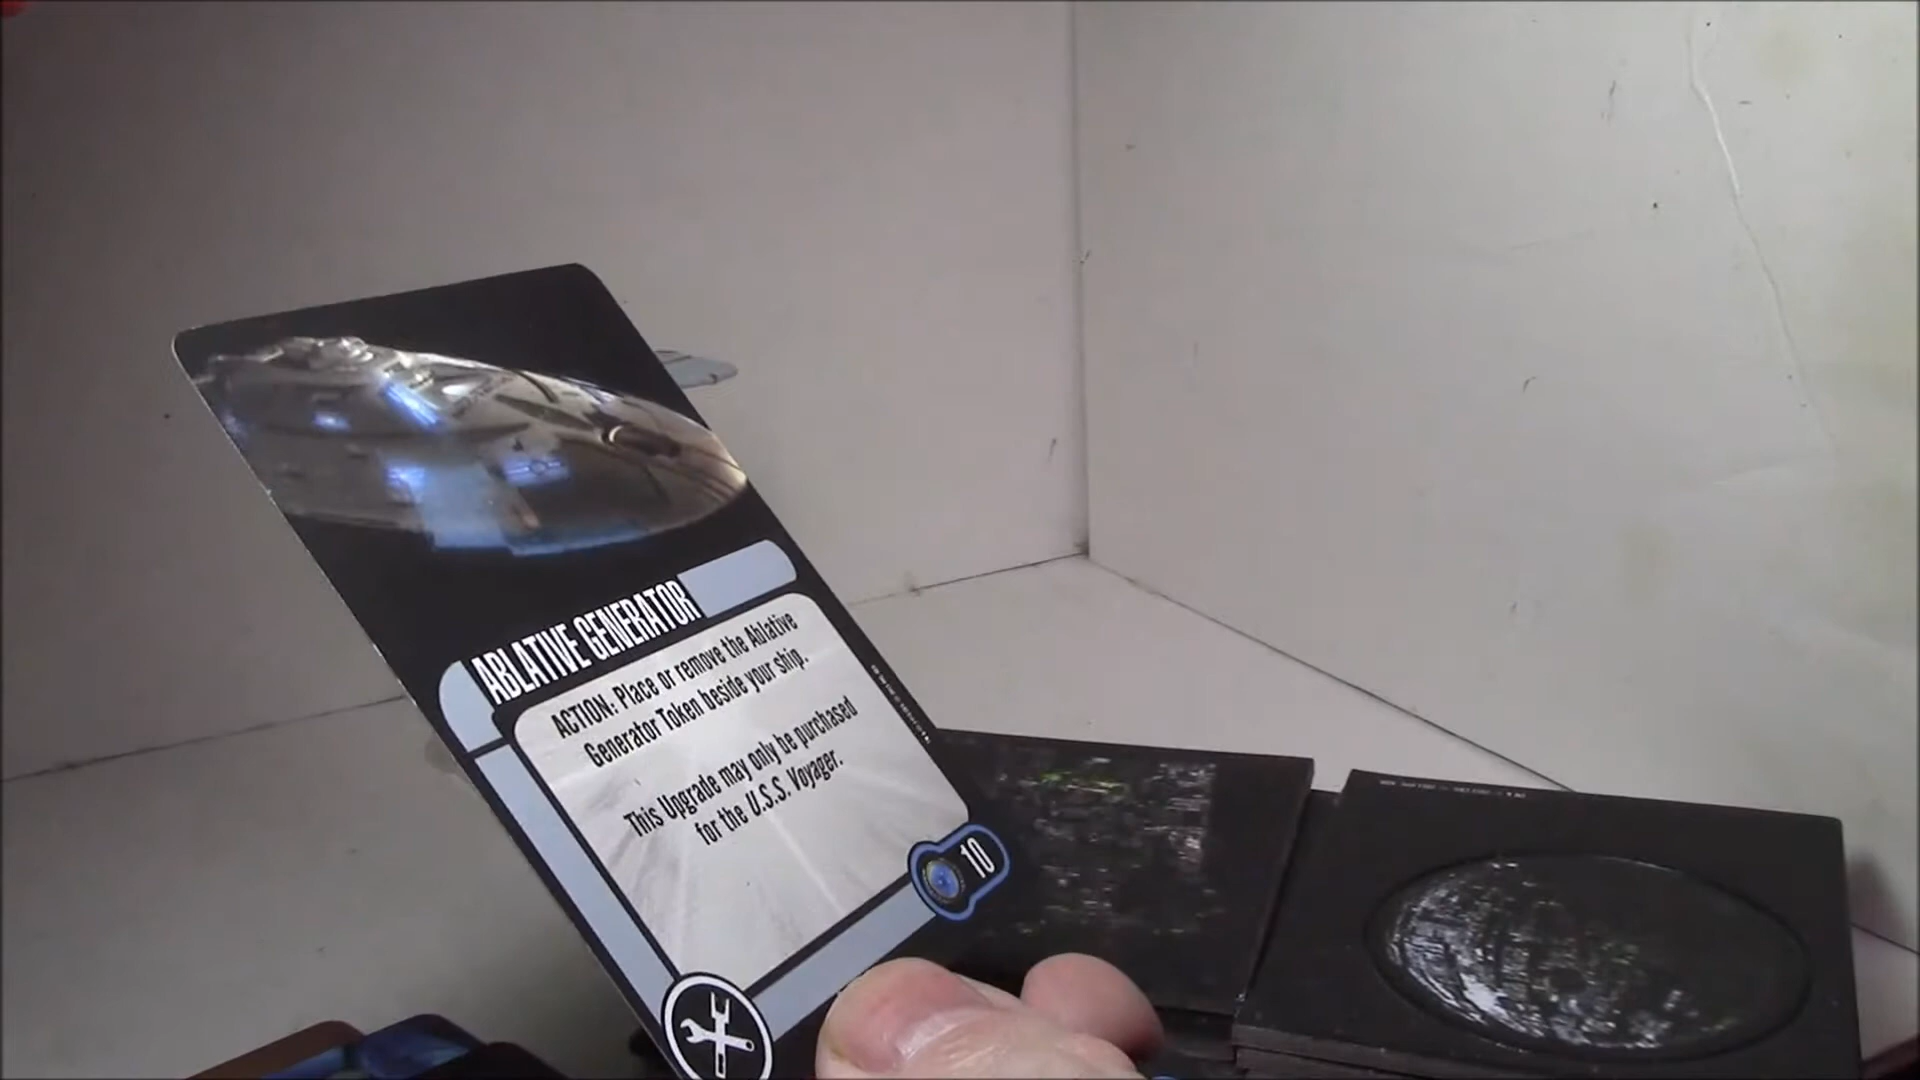 ABLATIVE GENERATOR
ACTION: Place or remove the Ablative
Generator Token beside your ship.
This Upgrade may only be purchased
for the U.S.S. Voyager.
10